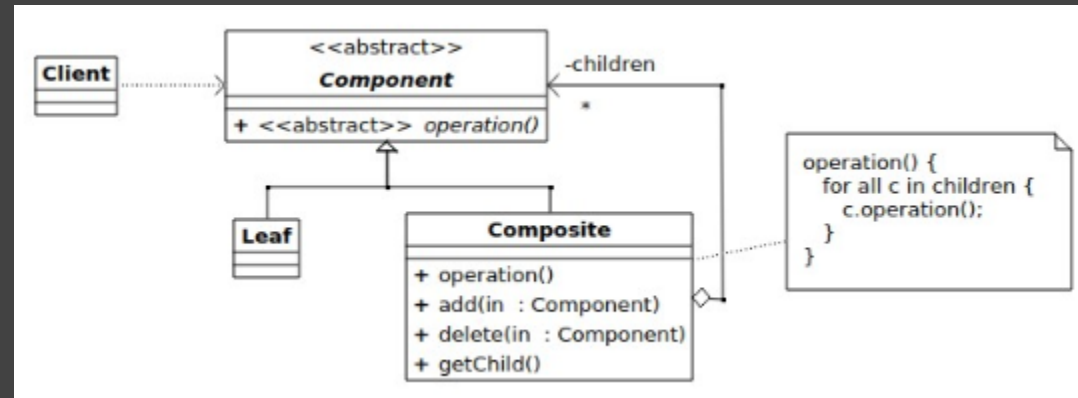 Client
<<abstract>>
Component
+ <<abstract>> operation()
-children
*
Leaf
Composite
+ operation()
+ add(in : Component)
+ delete(in : Component)
+ getChild()
operation() {
for all c in children {
c.operation();
}
}